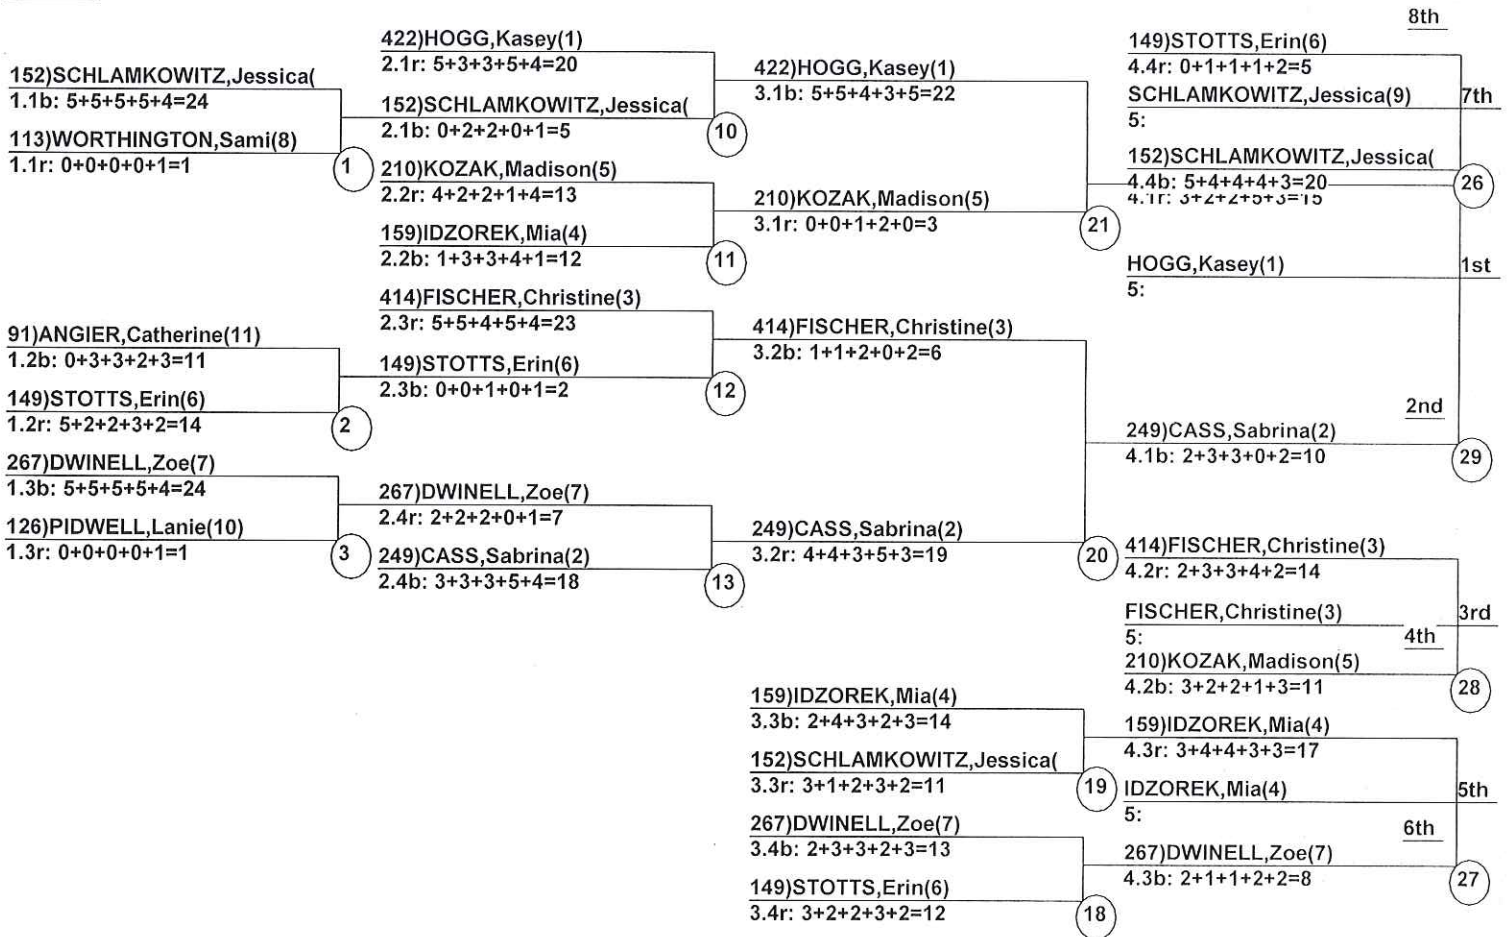 152)SCHLAMKOWITZ,Jessica(
1.1b: 5+5+5+5+4=24
113)WORTHINGTON,Sami(8)
1.1r: 0+0+0+0+1=1
1
91)ANGIER,Catherine(11)
1.2b: 0+3+3+2+3=11
149)STOTTS,Erin(6)
1.2r: 5+2+2+3+2=14
2
267)DWINELL,Zoe(7)
1.3b: 5+5+5+5+4=24
126)PIDWELL,Lanie(10)
1.3r: 0+0+0+0+1=1
3
422)HOGG,Kasey(1)
2.1r: 5+3+3+5+4=20
152)SCHLAMKOWITZ,Jessica(
2.1b: 0+2+2+0+1=5
10
210)KOZAK,Madison(5)
2.2r: 4+2+2+1+4=13
159)IDZOREK,Mia(4)
2.2b: 1+3+3+4+1=12
11
414)FISCHER,Christine(3)
2.3r: 5+5+4+5+4=23
149)STOTTS,Erin(6)
2.3b: 0+0+1+0+1=2
12
267)DWINELL,Zoe(7)
2.4r: 2+2+2+0+1=7
249)CASS,Sabrina(2)
2.4b: 3+3+3+5+4=18
13
422)HOGG,Kasey(1)
3.1b: 5+5+4+3+5=22
210)KOZAK,Madison(5)
3.1r: 0+0+1+2+0=3
21
414)FISCHER,Christine(3)
3.2b: 1+1+2+0+2=6
249)CASS,Sabrina(2)
3.2r: 4+4+3+5+3=19
20
159)IDZOREK,Mia(4)
3.3b: 2+4+3+2+3=14
152)SCHLAMKOWITZ,Jessica(
3.3r: 3+1+2+3+2=11
19
267)DWINELL,Zoe(7)
3.4b: 2+3+3+2+3=13
149)STOTTS,Erin(6)
3.4r: 3+2+2+3+2=12
18
8th
149)STOTTS,Erin(6)
4.4r: 0+1+1+1+2=5
SCHLAMKOWITZ,Jessica(9) 7th
5:
152)SCHLAMKOWITZ,Jessica(
4.4b: 5+4+4+4+3=20
26
4.1r: 3+2+2+5+3=15
HOGG,Kasey(1) 1st
5:
2nd
249)CASS,Sabrina(2)
4.1b: 2+3+3+0+2=10
29
414)FISCHER,Christine(3)
4.2r: 2+3+3+4+2=14
FISCHER,Christine(3) 3rd
5:
4th
210)KOZAK,Madison(5)
4.2b: 3+2+2+1+3=11
28
159)IDZOREK,Mia(4)
4.3r: 3+4+4+3+3=17
IDZOREK,Mia(4) 5th
5:
6th
267)DWINELL,Zoe(7)
4.3b: 2+1+1+2+2=8
27